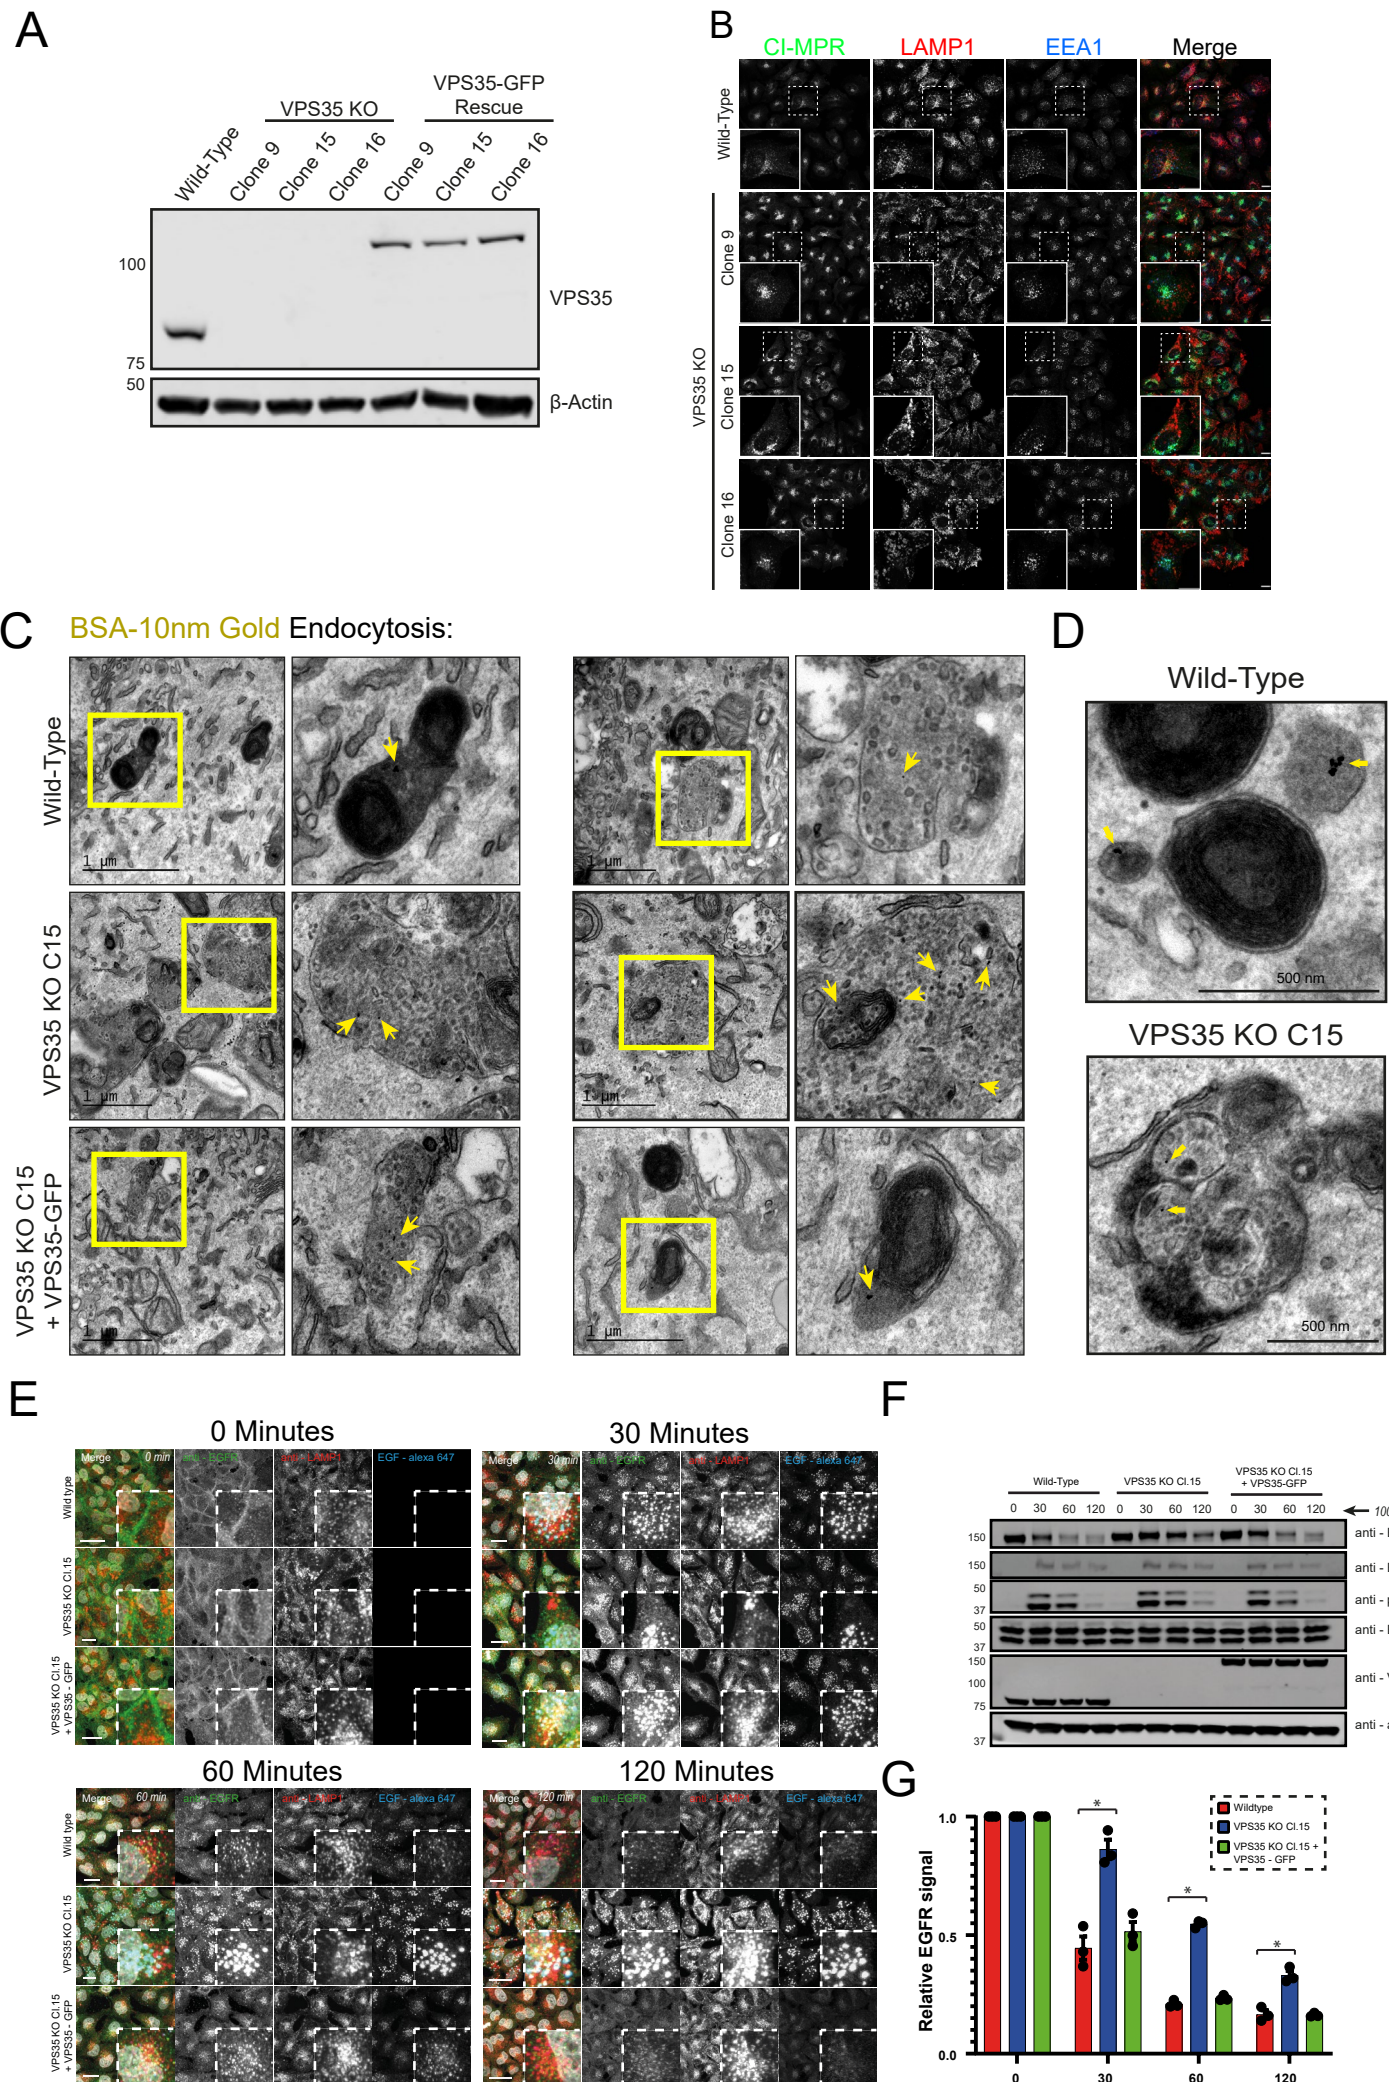 A
VPS35 KO
VPS35-GFP
Rescue
Wild-Type
Clone 9
Clone 15
Clone 16
Clone 9
Clone 15
Clone 16
100
75
50
VPS35
β-Actin
B
CI-MPR LAMP1 EEA1 Merge
Wild-Type
VPS35 KO
Clone 9
Clone 15
Clone 16
C
BSA-10nm Gold Endocytosis:
Wild-Type
1 µm
1 µm
VPS35 KO C15
1 µm
1 µm
VPS35 KO C15
+ VPS35-GFP
1 µm
1 µm
D
Wild-Type
500 nm
VPS35 KO C15
500 nm
E
0 Minutes
Merge 0 min anti - EGFR anti - LAMP1 EGF - alexa 647
Wild type
VPS35 KO Cl.15
VPS35 KO Cl.15
+ VPS35 - GFP
30 Minutes
Merge 30 min anti - EGFR anti - LAMP1 EGF - alexa 647
60 Minutes
Merge 60 min anti - EGFR anti - LAMP1 EGF - alexa 647
Wild type
VPS35 KO Cl.15
VPS35 KO Cl.15
+ VPS35 - GFP
120 Minutes
Merge 120 min anti - EGFR anti - LAMP1 EGF - alexa 647
F
Wild-Type VPS35 KO Cl.15 VPS35 KO Cl.15
+ VPS35-GFP
0 30 60 120 0 30 60 120 0 30 60 120
150 anti -
150 anti -
50
37 anti -
50 anti -
37
150
100 anti -
75
anti - a
37
G
Relative EGFR signal
1.0
0.5
0.0
* * *
Wildtype
VPS35 KO Cl.15
VPS35 KO Cl.15 +
VPS35 - GFP
0 30 60 120